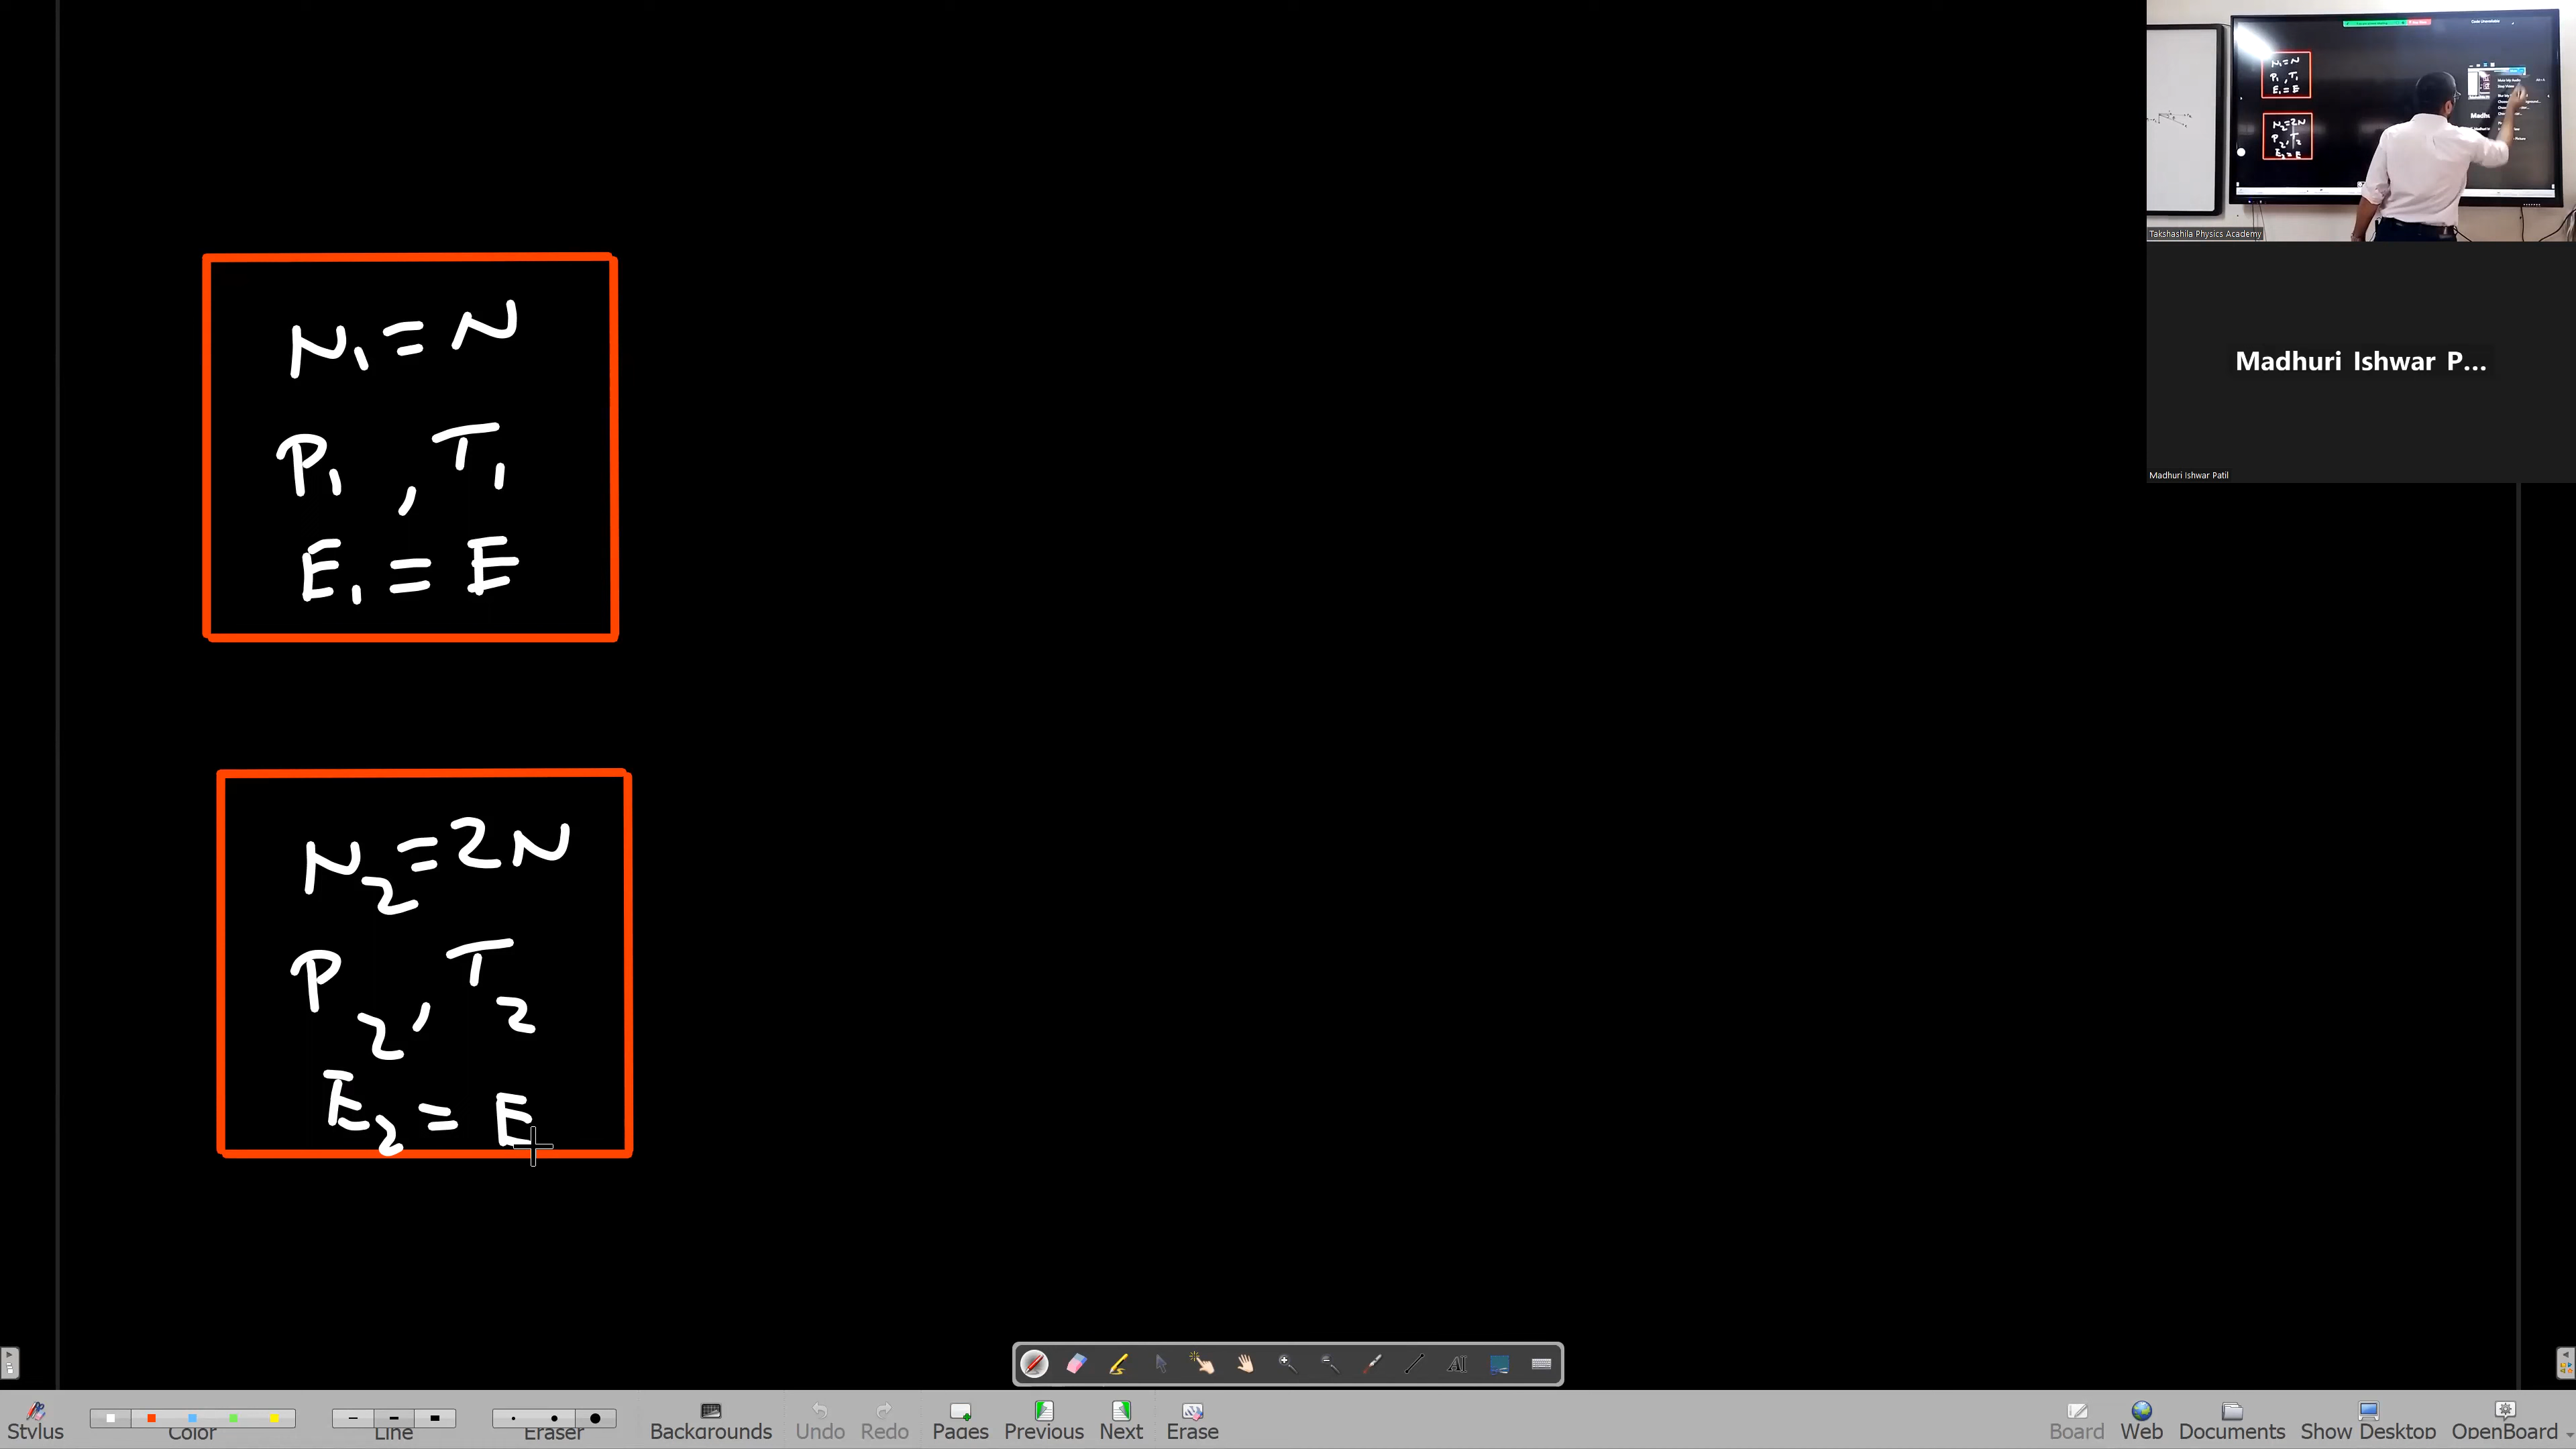 N₁ = N
P₁ , T₁
E₁ = E
N₂ = 2N
P₂ , T₂
E₂ = E
Takshashila Physics Academy
Madhuri Ishwar P...
Madhuri Ishwar Patil
Stylus
Color
Line
Eraser
Backgrounds
Undo
Redo
Pages
Previous
Next
Erase
Board
Web
Documents
Show Desktop
OpenBoard